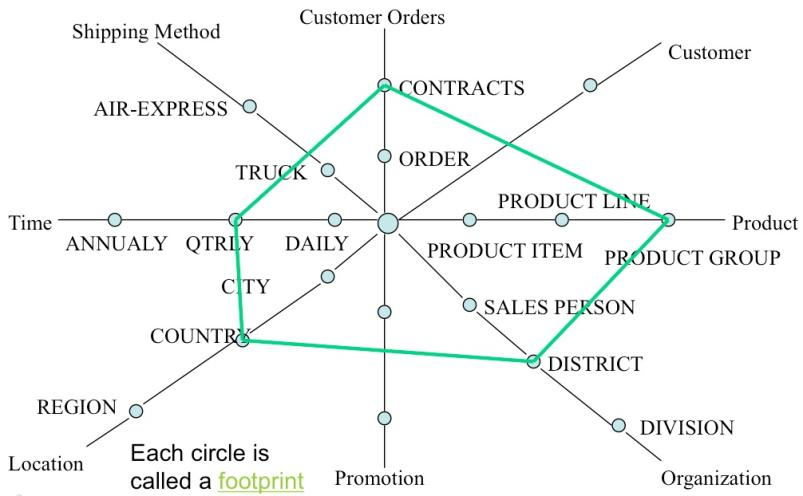 Customer Orders
Shipping Method
Customer
CONTRACTS
AIR-EXPRESS
ORDER
TRUCK
PRODUCT LINE
Time
Product
ANNUALY
QTRLY
DAILY
PRODUCT ITEM
PRODUCT GROUP
CITY
SALES PERSON
COUNTRY
DISTRICT
REGION
DIVISION
Each circle is
called a footprint
Location
Promotion
Organization